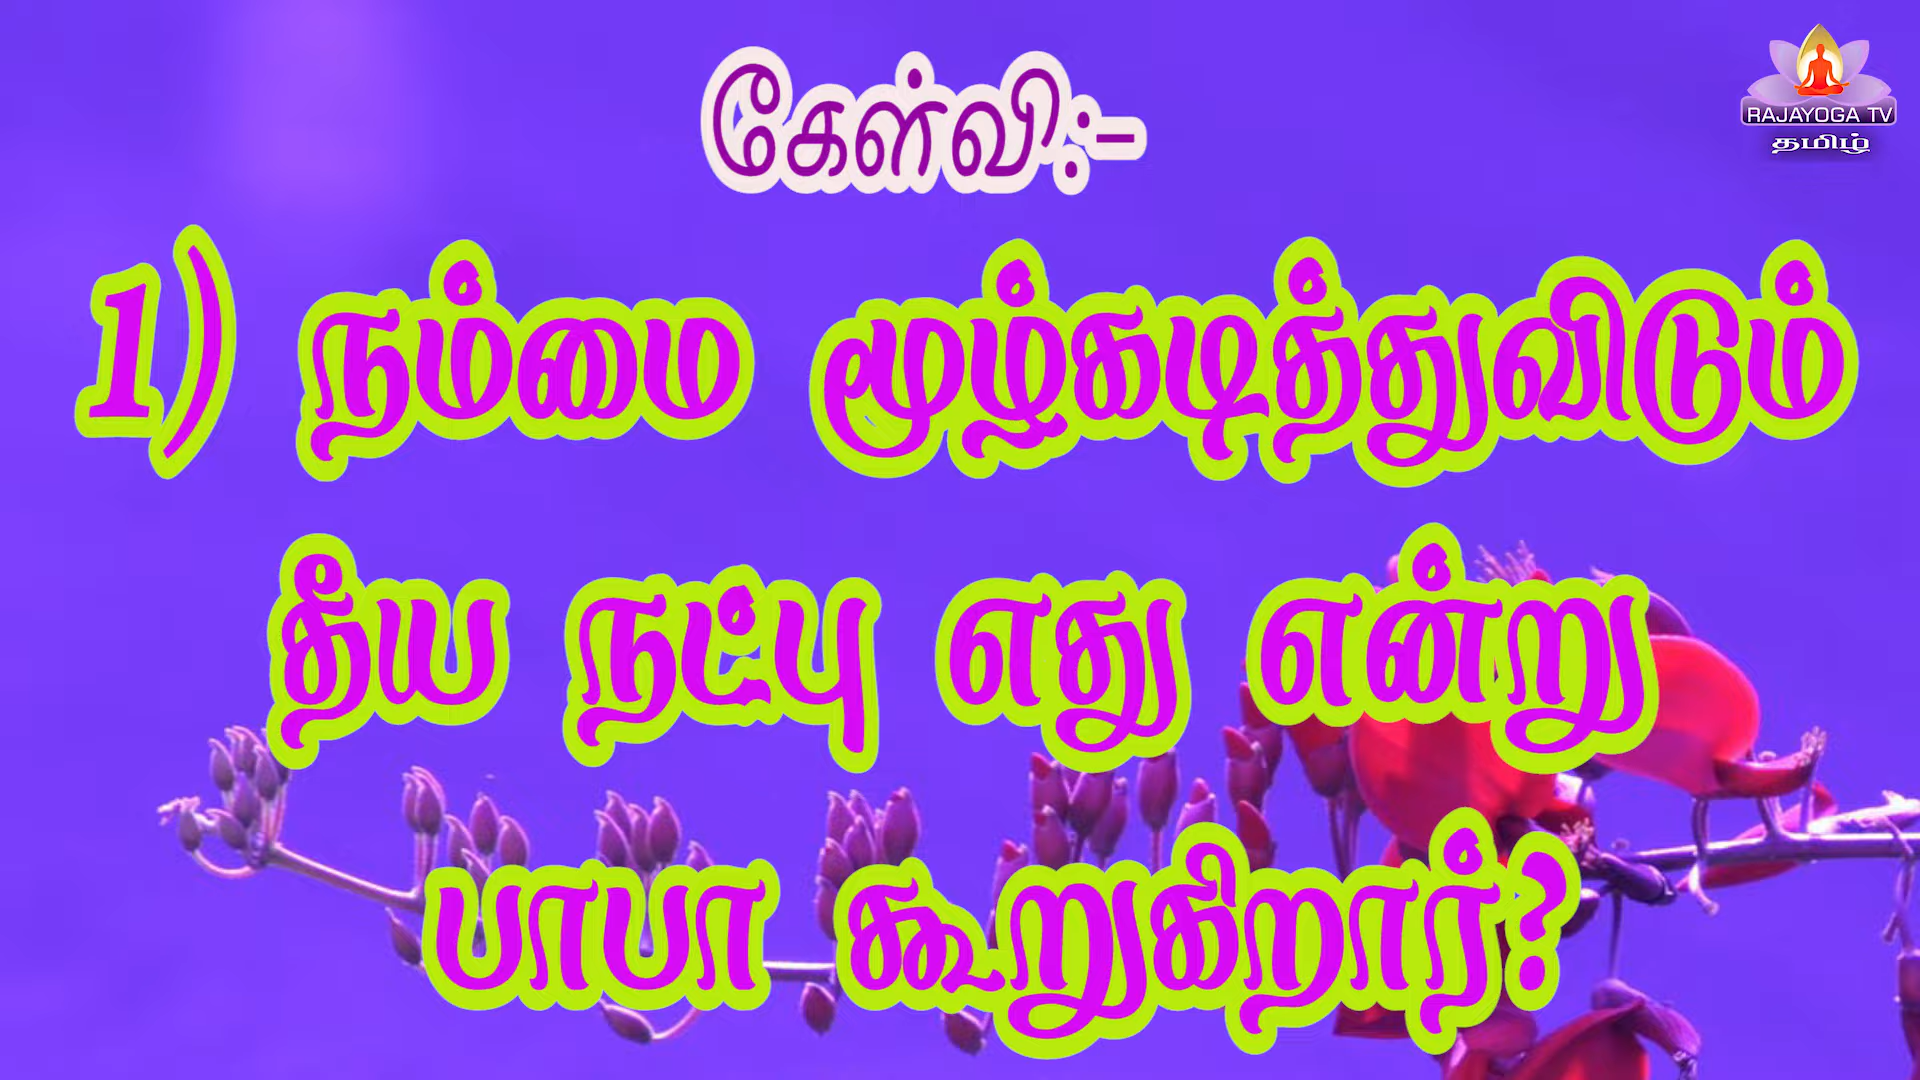 கேள்வி:-
RAJAYOGA TV
தமிழ்
1) நம்மை மூழ்கடித்துவிடும்
தீய நட்பு எது என்று
பாபா கூறுகிறார்?